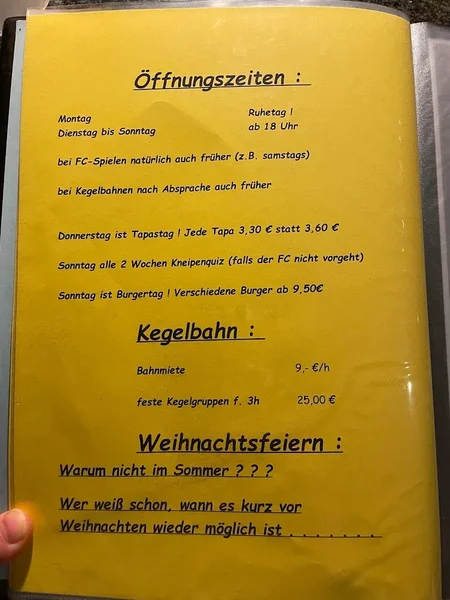 Öffnungszeiten :
Montag Ruhetag !
Dienstag bis Sonntag ab 18 Uhr
bei FC-Spielen natürlich auch früher (z.B. samstags)
bei Kegelbahnen nach Absprache auch früher
Donnerstag ist Tapastag ! Jede Tapa 3,30 € statt 3,60 €
Sonntag alle 2 Wochen Kneipenquiz (falls der FC nicht vorgeht)
Sonntag ist Burgertag ! Verschiedene Burger ab 9,50€
Kegelbahn :
Bahnmiete 9,- €/h
feste Kegelgruppen f. 3h 25,00 €
Weihnachtsfeiern :
Warum nicht im Sommer ? ? ?
Wer weiß schon, wann es kurz vor
Weihnachten wieder möglich ist . . . . . . .